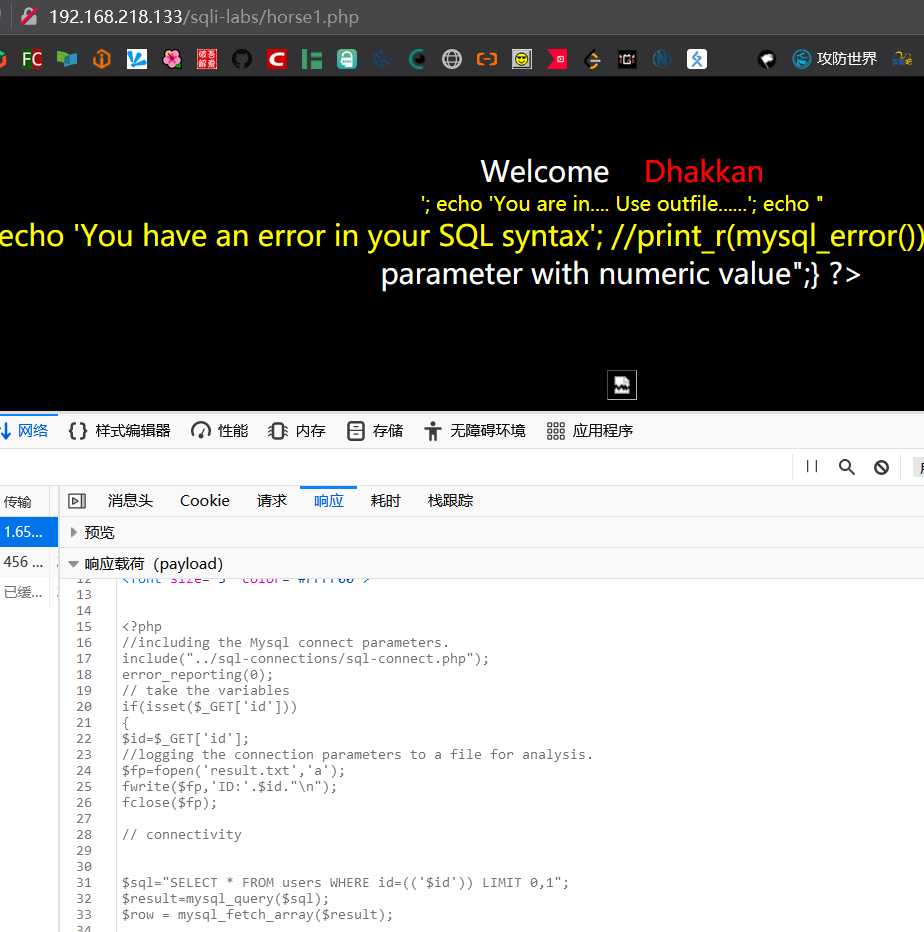 192.168.218.133/sqli-labs/horse1.php
FC
攻防世界
Welcome Dhakkan
'; echo 'You are in.... Use outfile......'; echo "
echo 'You have an error in your SQL syntax'; //print_r(mysql_error())
parameter with numeric value";} ?>
网络 样式编辑器 性能 内存 存储 无障碍环境 应用程序
传输 消息头 Cookie 请求 响应 耗时 栈跟踪
1.65... 预览
456 ... 响应载荷 (payload)
已缓...
12 <font size="5" color="#FFFF00">
13
14
15 <?php
16 //including the Mysql connect parameters.
17 include("../sql-connections/sql-connect.php");
18 error_reporting(0);
19 // take the variables
20 if(isset($_GET['id']))
21 {
22 $id=$_GET['id'];
23 //logging the connection parameters to a file for analysis.
24 $fp=fopen('result.txt','a');
25 fwrite($fp,'ID:'.$id."\n");
26 fclose($fp);
27
28 // connectivity
29
30
31 $sql="SELECT * FROM users WHERE id=(('$id')) LIMIT 0,1";
32 $result=mysql_query($sql);
33 $row = mysql_fetch_array($result);
34